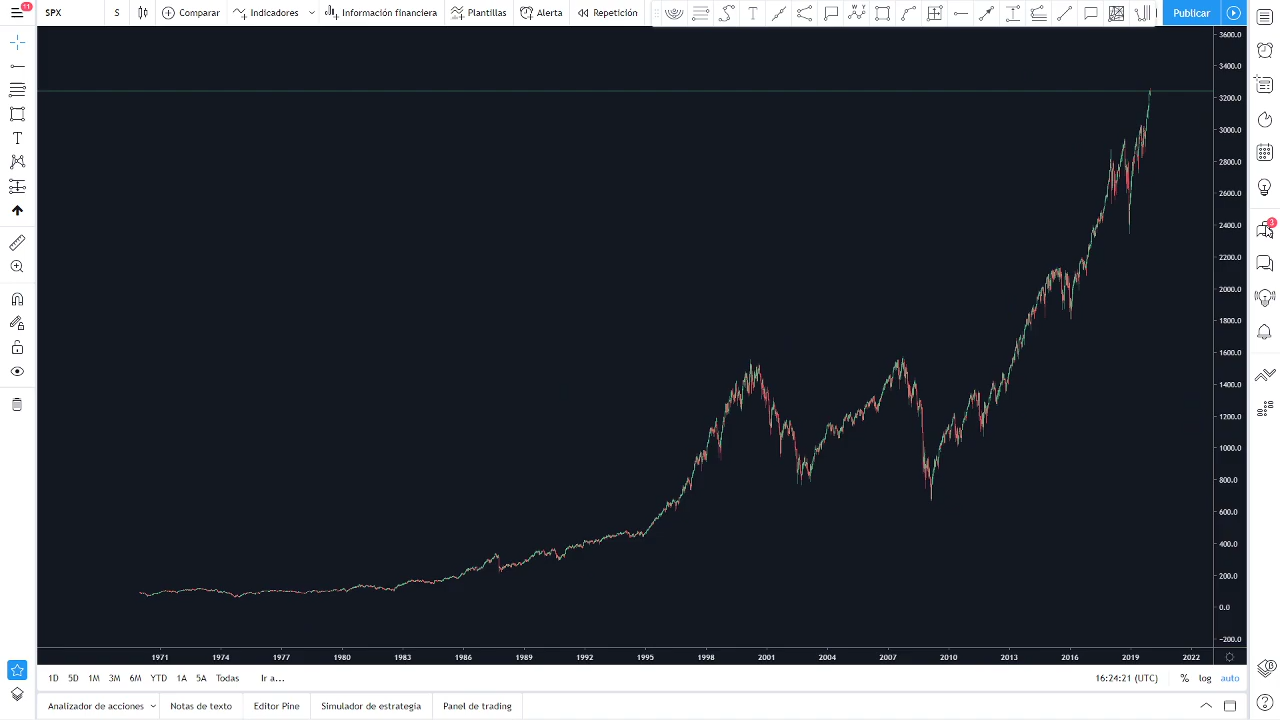 11
SPX
S
Comparar
Indicadores
Información financiera
Plantillas
Alerta
Repetición
T
Publicar
T
3600.0
3400.0
3200.0
3000.0
2800.0
2600.0
2400.0
2200.0
2000.0
1800.0
1600.0
1400.0
1200.0
1000.0
800.0
600.0
400.0
200.0
0.0
−200.0
3
1971 1974 1977 1980 1983 1986 1989 1992 1995 1998 2001 2004 2007 2010 2013 2016 2019 2022
1D 5D 1M 3M 6M YTD 1A 5A Todas Ir a... 16:24:21 (UTC) % log auto
Analizador de acciones Notas de texto Editor Pine Simulador de estrategia Panel de trading